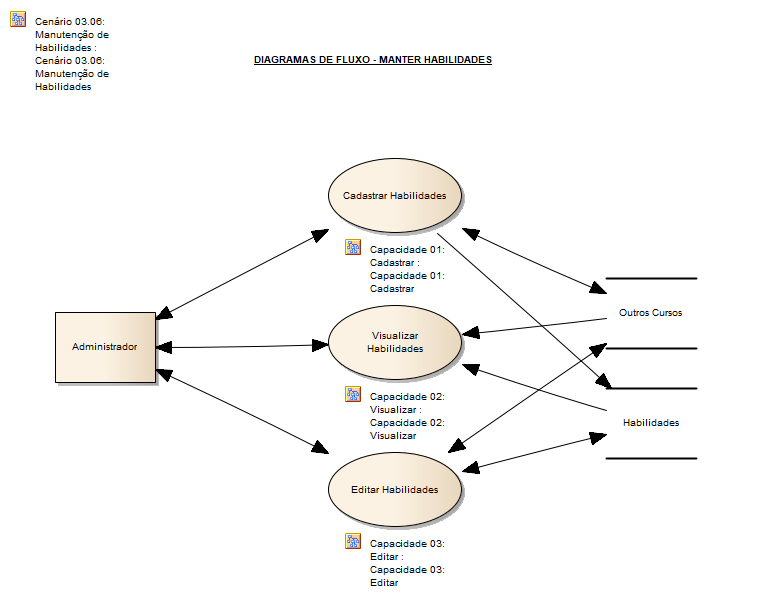 Cenário 03.06:
Manutenção de
Habilidades :
Cenário 03.06:
Manutenção de
Habilidades
DIAGRAMAS DE FLUXO - MANTER HABILIDADES
Cadastrar Habilidades
Capacidade 01:
Cadastrar :
Capacidade 01:
Cadastrar
Outros Cursos
Administrador
Visualizar
Habilidades
Capacidade 02:
Visualizar :
Capacidade 02:
Visualizar
Habilidades
Editar Habilidades
Capacidade 03:
Editar :
Capacidade 03:
Editar